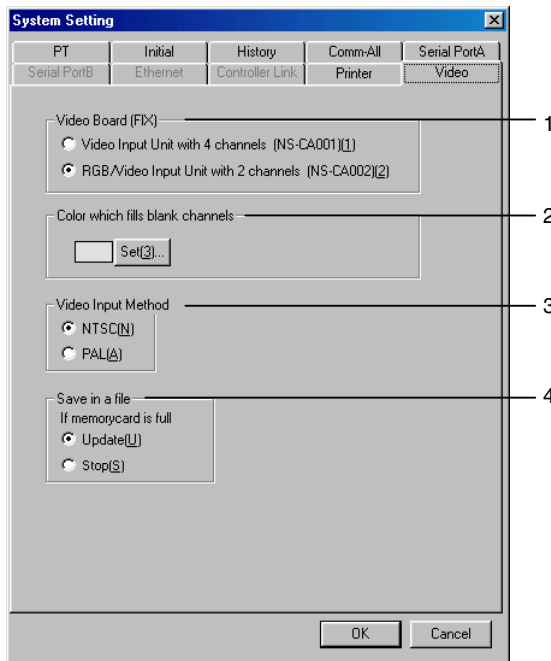 System Setting
PT Initial History Comm-All Serial PortA
Serial PortB Ethernet Controller Link Printer Video
Video Board (FIX)
1
Video Input Unit with 4 channels (NS-CA001)(1)
RGB/Video Input Unit with 2 channels (NS-CA002)(2)
Color which fills blank channels
2
Set(3)...
Video Input Method
3
NTSC(N)
PAL(A)
Save in a file
4
If memorycard is full
Update(U)
Stop(S)
OK Cancel